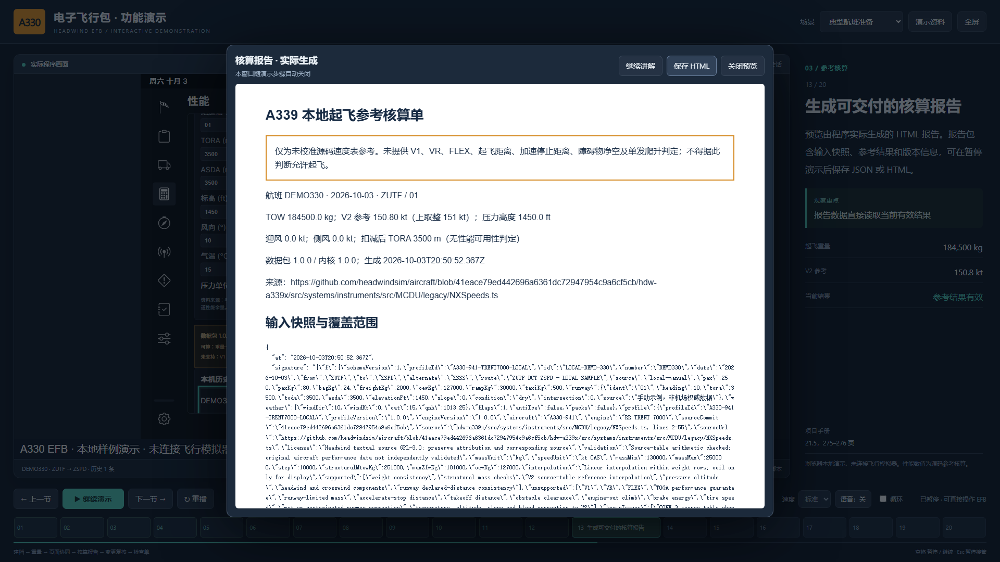 A330
电子飞行包 · 功能演示
HEADWIND EFB / INTERACTIVE DEMONSTRATION
场景
典型航班准备
演示资料
全屏
实际程序画面
周六 十月 3
性能
01
TORA
3500
ASDA
3500
标高 (ft)
1450
风向 (°)
10
气温 (°C
15
压力单位
数据包 1.0
可算：重量
未支持：V1
本机历史
DEMO3
A330 EFB · 本地样例演示 · 未连接飞行模拟器
DEMO330 · ZUTF → ZSPD · 历史 1 条
核算报告 · 实际生成
本窗口随演示步骤自动关闭
继续讲解
保存 HTML
关闭预览
A339 本地起飞参考核算单
仅为未校准源码速度表参考。未提供 V1、VR、FLEX、起飞距离、加速停止距离、障碍物净空及单发爬升判定；不得据此
判断允许起飞。
航班 DEMO330 · 2026-10-03 · ZUTF / 01
TOW 184500.0 kg；V2 参考 150.80 kt（上取整 151 kt）；压力高度 1450.0 ft
迎风 0.0 kt；侧风 0.0 kt；扣减后 TORA 3500 m（无性能可用性判定）
数据包 1.0.0 / 内核 1.0.0；生成 2026-10-03T20:50:52.367Z
来源：https://github.com/headwindsim/aircraft/blob/41eace79ed442696a6361dc72947954c9a6cf5cb/hdw-
a339x/src/systems/instruments/src/MCDU/legacy/NXSpeeds.ts
输入快照与覆盖范围
{
"at": "2026-10-03T20:50:52.367Z",
"signature": "{\"f\":{\"schemaVersion\":1,\"profileId\":\"A330-941-TRENT7000-LOCAL\",\"id\":\"LOCAL-DEMO-330\",\"number\":\"DEMO330\",\"date\":\"202
6-10-03\",\"from\":\"ZUTF\",\"to\":\"ZSPD\",\"alternate\":\"ZSSS\",\"route\":\"ZUTF DCT ZSPD - LOCAL SAMPLE\",\"source\":\"local-manual\",\"pax\":25
0,\"paxKg\":80,\"bagKg\":24,\"freightKg\":2000,\"oewKg\":127000,\"rampKg\":30000,\"taxiKg\":500,\"runway\":{\"ident\":\"01\",\"heading\":10,\"tora\":3
500,\"toda\":3500,\"asda\":3500,\"elevationFt\":1450,\"slope\":0,\"condition\":\"dry\",\"intersection\":0,\"source\":\"手动示例，非机场权威数据\"},\"w
eather\":{\"windDir\":10,\"windKt\":0,\"oat\":15,\"qnh\":1013.25},\"flaps\":1,\"antiIce\":false,\"packs\":false},\"profile\":{\"profileId\":\"A330-941
-TRENT7000-LOCAL\",\"profileVersion\":\"1.0.0\",\"engineVersion\":\"1.0.0\",\"aircraft\":\"A330-941\",\"engine\":\"RR TRENT 7000\",\"sourceCommit
\":\"41eace79ed442696a6361dc72947954c9a6cf5cb\",\"source\":\"hdw-a339x/src/systems/instruments/src/MCDU/legacy/NXSpeeds.ts, lines 2-55\",\"sourceUrl
\":\"https://github.com/headwindsim/aircraft/blob/41eace79ed442696a6361dc72947954c9a6cf5cb/hdw-a339x/src/systems/instruments/src/MCDU/legacy/NXSpeeds.
ts\",\"license\":\"Headwind textual source GPL-3.0; preserve attribution and corresponding source\",\"validation\":\"Source-table arithmetic checked;
original aircraft performance data not independently validated\",\"massUnit\":\"kg\",\"speedUnit\":\"kt CAS\",\"massMin\":130000,\"massMax\":25000
0,\"step\":10000,\"structuralMtowKg\":251000,\"maxZfwKg\":181000,\"oewKg\":127000,\"interpolation\":\"Linear interpolation within weight rows; ceil on
ly for display\",\"supported\":[\"weight consistency\",\"structural mass checks\",\"V2 source-table reference interpolation\",\"pressure altitude
\",\"headwind and crosswind components\",\"runway declared-distance consistency\"],\"unsupported\":[\"V1\",\"VR\",\"FLEX\",\"TOGA performance guarante
e\",\"runway-limited mass\",\"accelerate-stop distance\",\"takeoff distance\",\"obstacle clearance\",\"engine-out climb\",\"brake energy\",\"tire spee
d\",\"wet or contaminated runway correction\",\"temperature, altitude, slope and bleed correction to V2\"],\"knownIssues\":[\"CONF 3 source table
03 / 参考核算
13 / 20
生成可交付的核算报告
预览由程序实际生成的 HTML 报告。报告包
含输入快照、参考结果和版本信息，可在暂停
演示后保存 JSON 或 HTML。
观察重点
报告数据直接读取当前有效结果
起飞重量
184,500 kg
V2 参考
150.8 kt
当前结果
参考结果有效
项目手册
21.5，275–276 页
浏览器本地演示，未连接飞行模拟器。性能数值为源码参考核算。
← 上一节
▶ 继续演示
下一节 →
↻ 重播
速度
标准
语音：关
循环
已暂停 · 可直接操作 EFB
01
02
03
04
05
06
07
08
09
10
11
12
13 生成可交付的核算报告
14
15
16
17
18
19
20
建档 → 重量 → 页面协同 → 核算报告 → 变更复核 → 检查单
空格 暂停 / 继续 · Esc 暂停接管